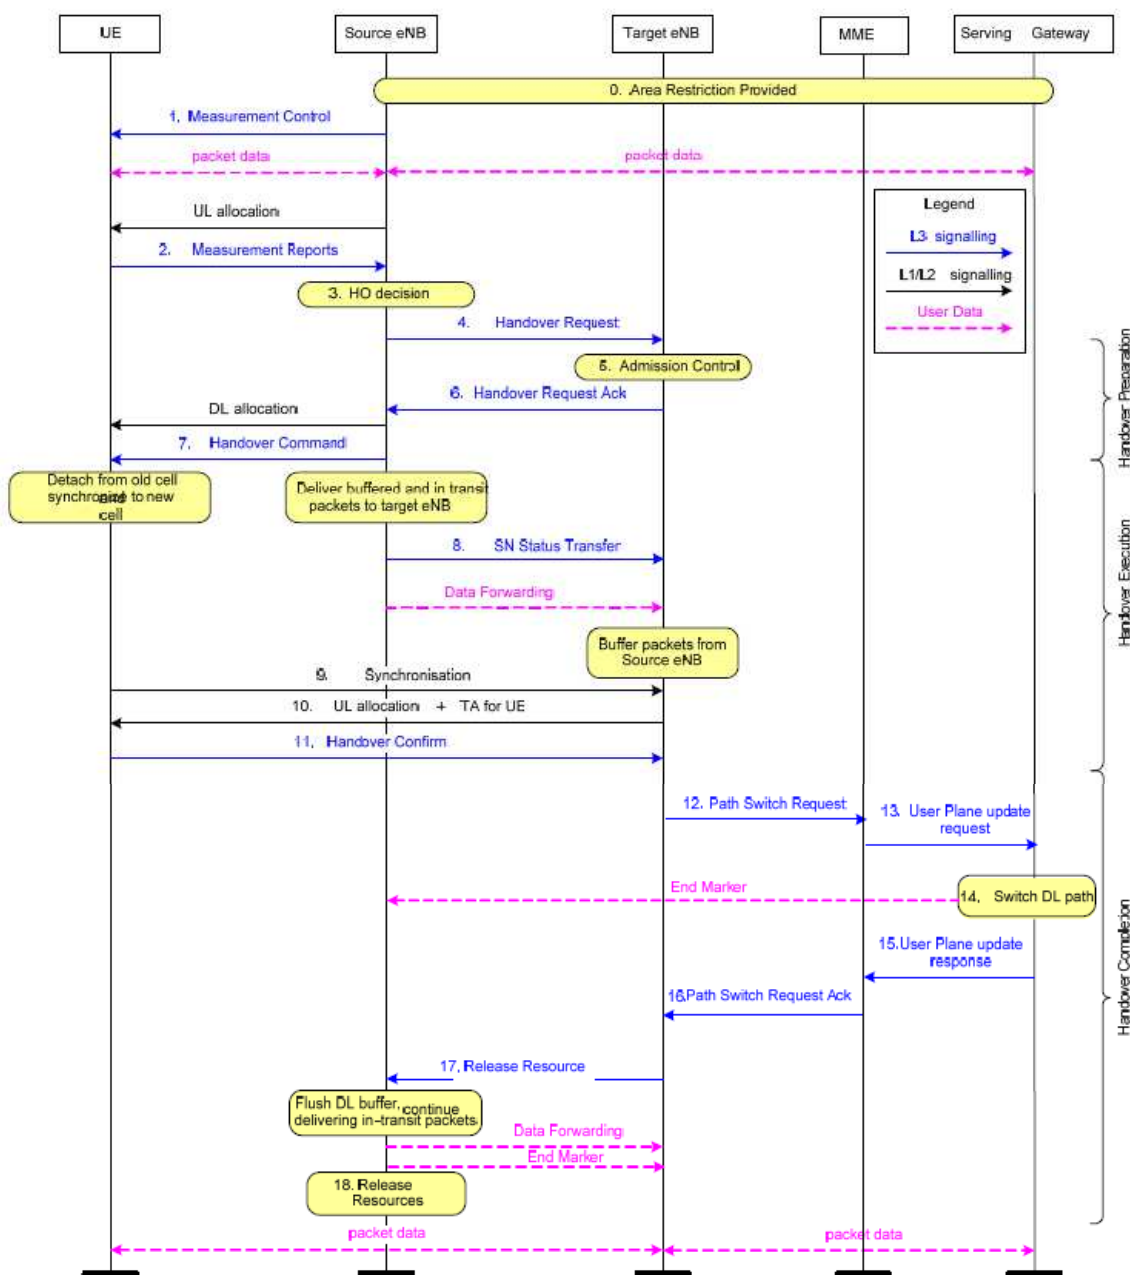 UE
Source eNB
Target eNB
MME
Serving Gateway
0. Area Restriction Provided
1. Measurement Control
packet data
packet data
UL allocation
Legend
L3 signalling
L1/L2 signalling
User Data
2. Measurement Reports
3. HO decision
4. Handover Request
5. Admission Control
6. Handover Request Ack
DL allocation
7. Handover Command
Handover Preparation
Detach from old cell
and
synchronize to new
cell
Deliver buffered and in transit
packets to target eNB
8. SN Status Transfer
Data Forwarding
Buffer packets from
Source eNB
9. Synchronisation
10. UL allocation + TA for UE
11. Handover Confirm
Handover Execution
12. Path Switch Request
13. User Plane update
request
End Marker
14. Switch DL path
15.User Plane update
response
16.Path Switch Request Ack
17. Release Resource
Flush DL buffer, continue
delivering in-transit packets
Data Forwarding
End Marker
18. Release
Resources
Handover Completion
packet data
packet data